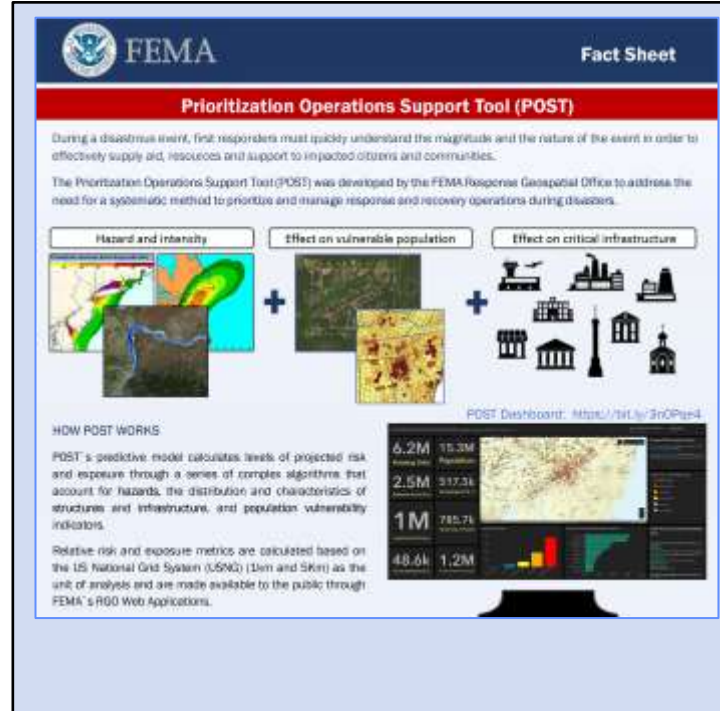 FEMA
Fact Sheet
Prioritization Operations Support Tool (POST)
During a disastrous event, first responders must quickly understand the magnitude and the nature of the event in order to
effectively supply aid, resources and support to impacted citizens and communities.
The Prioritization Operations Support Tool (POST) was developed by the FEMA Response Geospatial Office to address the
need for a systematic method to prioritize and manage response and recovery operations during disasters.
Hazard and intensity
Effect on vulnerable population
Effect on critical infrastructure
POST Dashboard: https://bit.ly/
HOW POST WORKS
POST`s predictive model calculates levels of projected risk
and exposure through a series of complex algorithms that
account for hazards, the distribution and characteristics of
structures and infrastructure, and population vulnerability
indicators.
Relative risk and exposure metrics are calculated based on
the US National Grid System (USNG) (1km and 5Km) as the
unit of analysis and are made available to the public through
FEMA`s RGO Web Applications.
6.2M 15.3M
Population
2.5M 517.3k
1M 785.7k
48.6k 1.2M